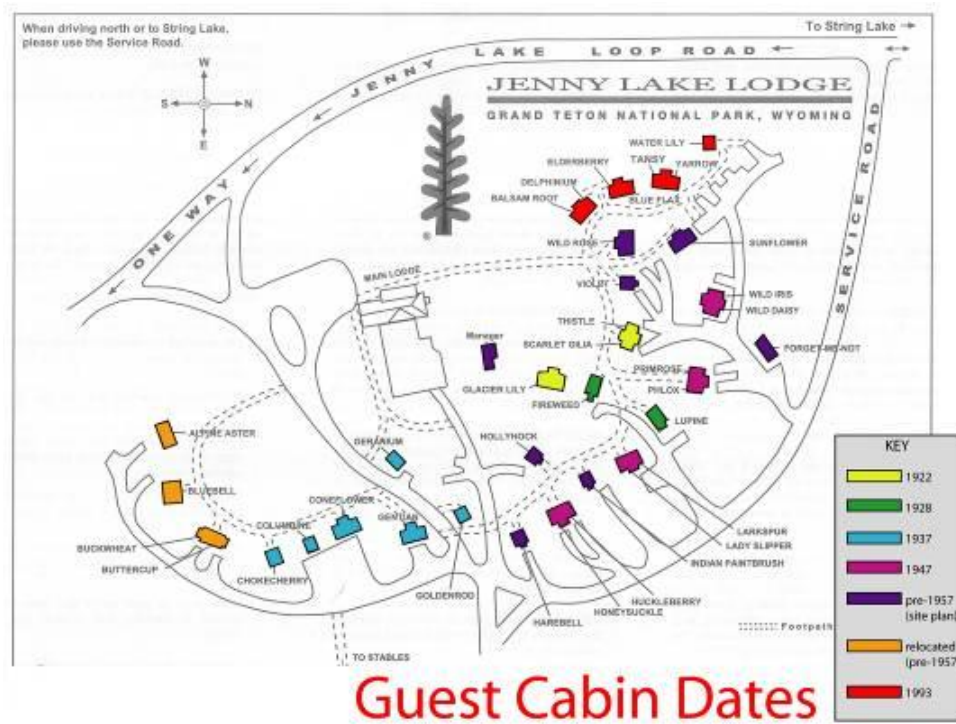 When driving north or to String Lake,
please use the Service Road.
To String Lake
W
S
N
E
JENNY LAKE LOOP ROAD
ONE WAY
SERVICE ROAD
JENNY LAKE LODGE
GRAND TETON NATIONAL PARK, WYOMING
WATER LILY
ELDERBERRY
TANSY
YARROW
DELPHINIUM
BALSAM ROOT
BLUE FLAX
WILD ROSE
SUNFLOWER
MAIN LODGE
VIOLET
WILD IRIS
WILD DAISY
THISTLE
SCARLET GILIA
Manager
FORGET-ME-NOT
PRIMROSE
PHLOX
GLACIER LILY
FIREWEED
LUPINE
ALPINE ASTER
GERANIUM
HOLLYHOCK
BLUEBELL
CONEFLOWER
GENTIAN
COLUMBINE
BUCKWHEAT
BUTTERCUP
CHOKECHERRY
LARKSPUR
LADY SLIPPER
INDIAN PAINTBRUSH
GOLDENROD
HUCKLEBERRY
HONEYSUCKLE
HAREBELL
Footpath
TO STABLES
KEY
1922
1928
1937
1947
pre-1957
(site plan)
relocated
(pre-1957
1993
Guest Cabin Dates